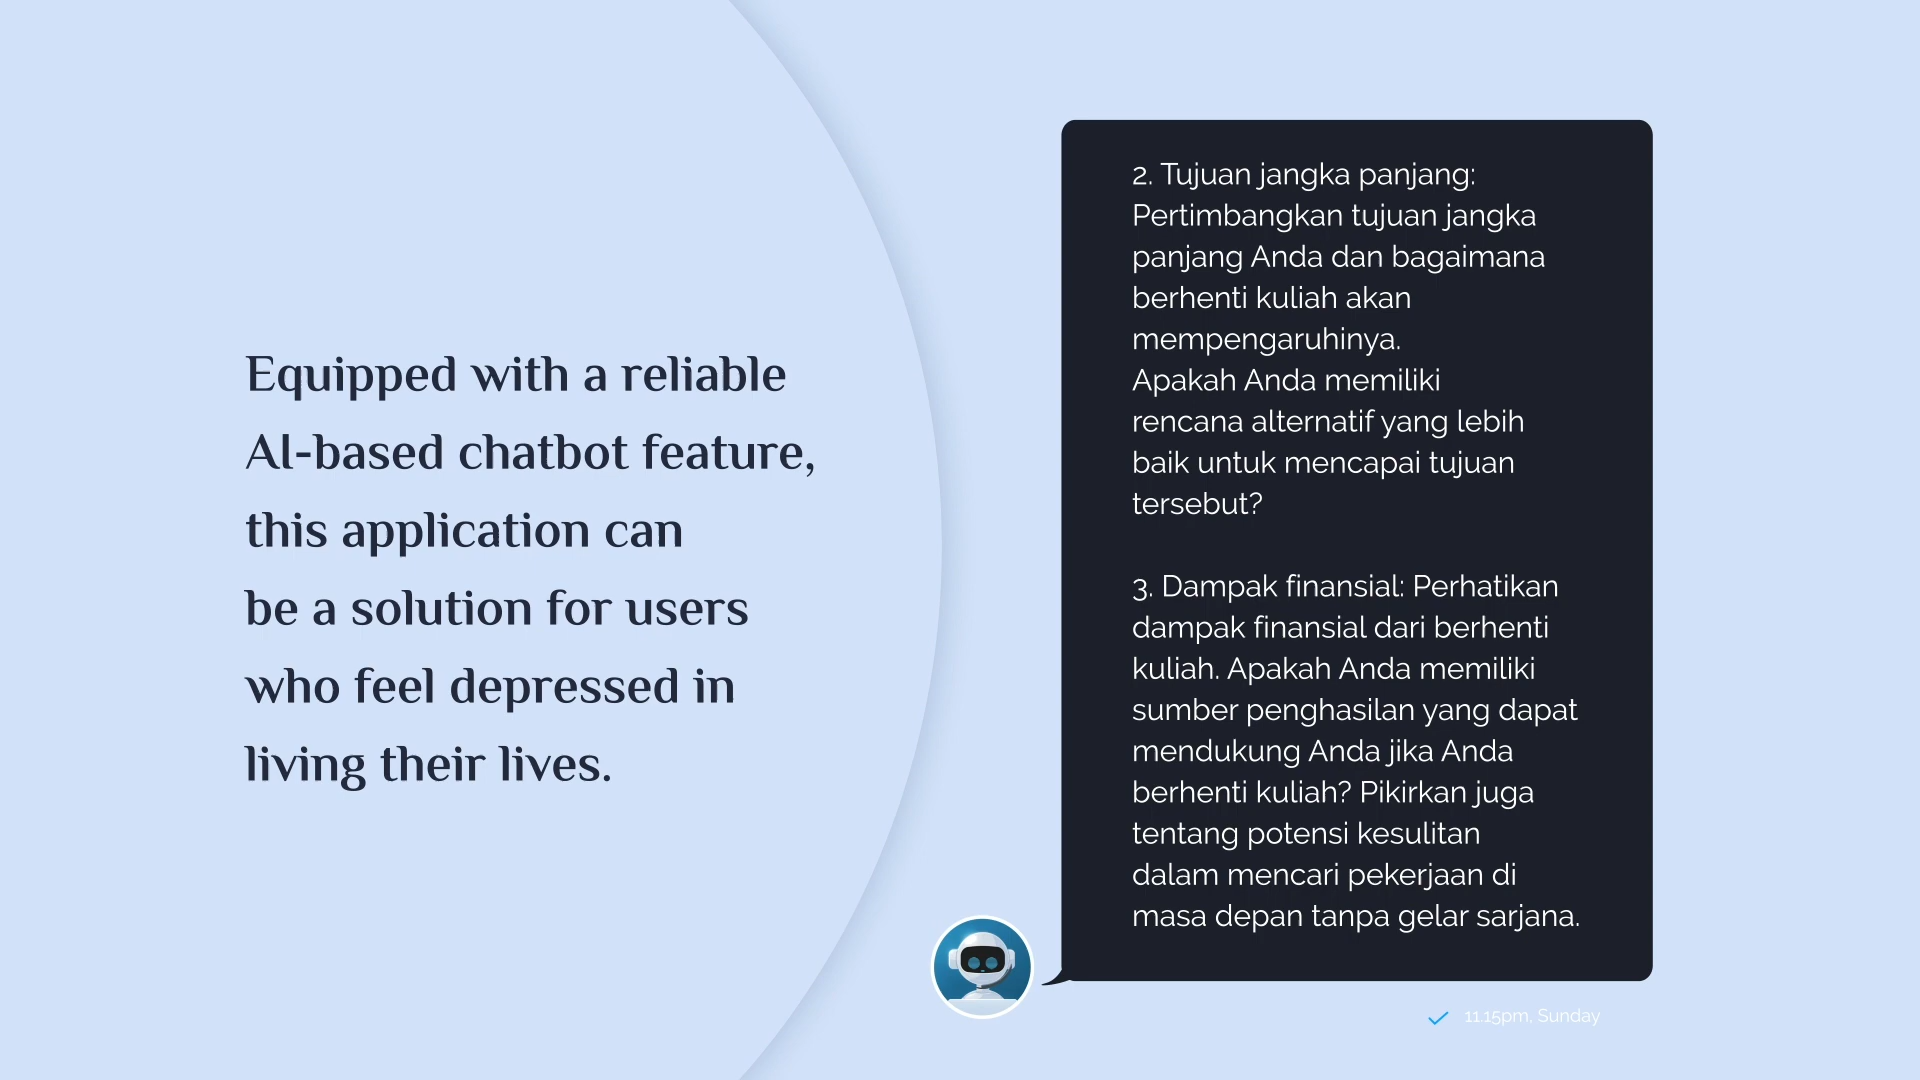 Equipped with a reliable
AI-based chatbot feature,
this application can
be a solution for users
who feel depressed in
living their lives.
2. Tujuan jangka panjang:
Pertimbangkan tujuan jangka
panjang Anda dan bagaimana
berhenti kuliah akan
mempengaruhinya.
Apakah Anda memiliki
rencana alternatif yang lebih
baik untuk mencapai tujuan
tersebut?
3. Dampak finansial: Perhatikan
dampak finansial dari berhenti
kuliah. Apakah Anda memiliki
sumber penghasilan yang dapat
mendukung Anda jika Anda
berhenti kuliah? Pikirkan juga
tentang potensi kesulitan
dalam mencari pekerjaan di
masa depan tanpa gelar sarjana.
11.15pm, Sunday